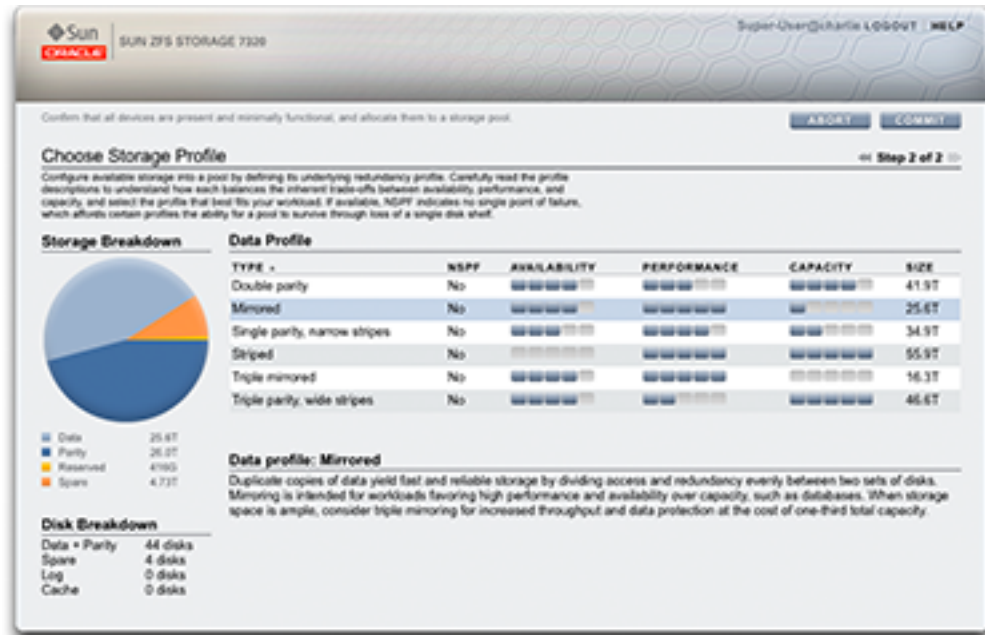 Sun
ORACLE
SUN ZFS STORAGE 7320
Super-User@charlie LOGOUT HELP
Confirm that all devices are present and minimally functional, and allocate them to a storage pool.
ABORT COMMIT
Choose Storage Profile
Step 2 of 2
Configure available storage into a pool by defining its underlying redundancy profile. Carefully read the profile
descriptions to understand how each balances the inherent trade-offs between availability, performance, and
capacity, and select the profile that best fits your workload. If available, NSPF indicates no single point of failure,
which affords certain profiles the ability for a pool to survive through loss of a single disk shelf.
Storage Breakdown
Data 25.6T
Parity 26.0T
Reserved 416G
Spare 4.73T
Disk Breakdown
Data + Parity 44 disks
Spare 4 disks
Log 0 disks
Cache 0 disks
Data Profile
TYPE NSPF AVAILABILITY PERFORMANCE CAPACITY SIZE
Double parity No 41.9T
Mirrored No 25.6T
Single parity, narrow stripes No 34.9T
Striped No 55.9T
Triple mirrored No 16.3T
Triple parity, wide stripes No 46.6T
Data profile: Mirrored
Duplicate copies of data yield fast and reliable storage by dividing access and redundancy evenly between two sets of disks.
Mirroring is intended for workloads favoring high performance and availability over capacity, such as databases. When storage
space is ample, consider triple mirroring for increased throughput and data protection at the cost of one-third total capacity.